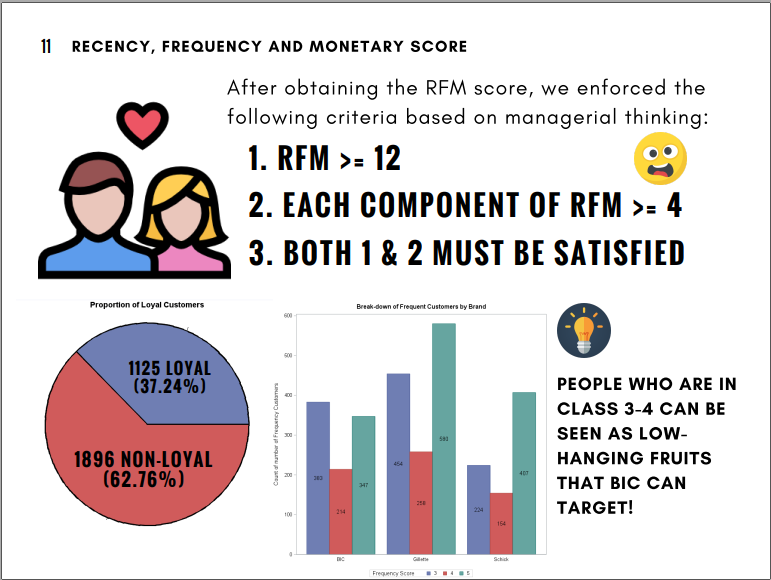 11 RECENCY, FREQUENCY AND MONETARY SCORE
After obtaining the RFM score, we enforced the
following criteria based on managerial thinking:
1. RFM >= 12
2. EACH COMPONENT OF RFM >= 4
3. BOTH 1 & 2 MUST BE SATISFIED
Proportion of Loyal Customers
1125 LOYAL
(37.24%)
1896 NON-LOYAL
(62.76%)
Break-down of Frequent Customers by Brand
Count of number of Frequency Customers
600
500
400
300
200
100
0
383
214
347
454
258
580
224
154
407
BIC
Gillette
Schick
Frequency Score 3 4 5
PEOPLE WHO ARE IN
CLASS 3-4 CAN BE
SEEN AS LOW-
HANGING FRUITS
THAT BIC CAN
TARGET!